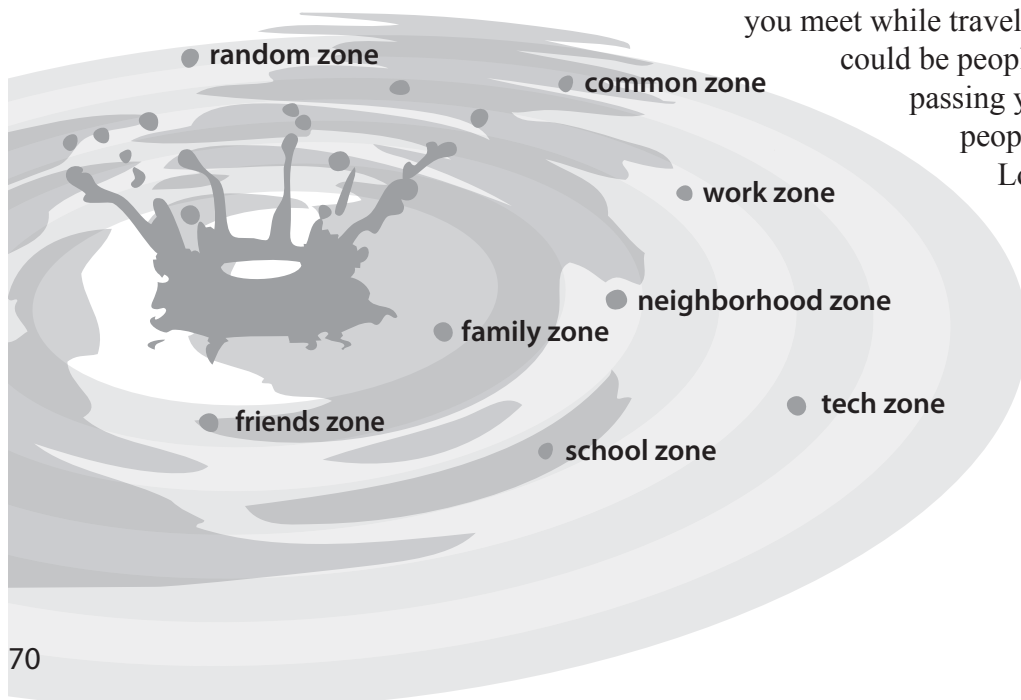 you meet while travel
could be peopl
passing y
peop
Lo
random zone
common zone
work zone
neighborhood zone
family zone
tech zone
friends zone
school zone
70